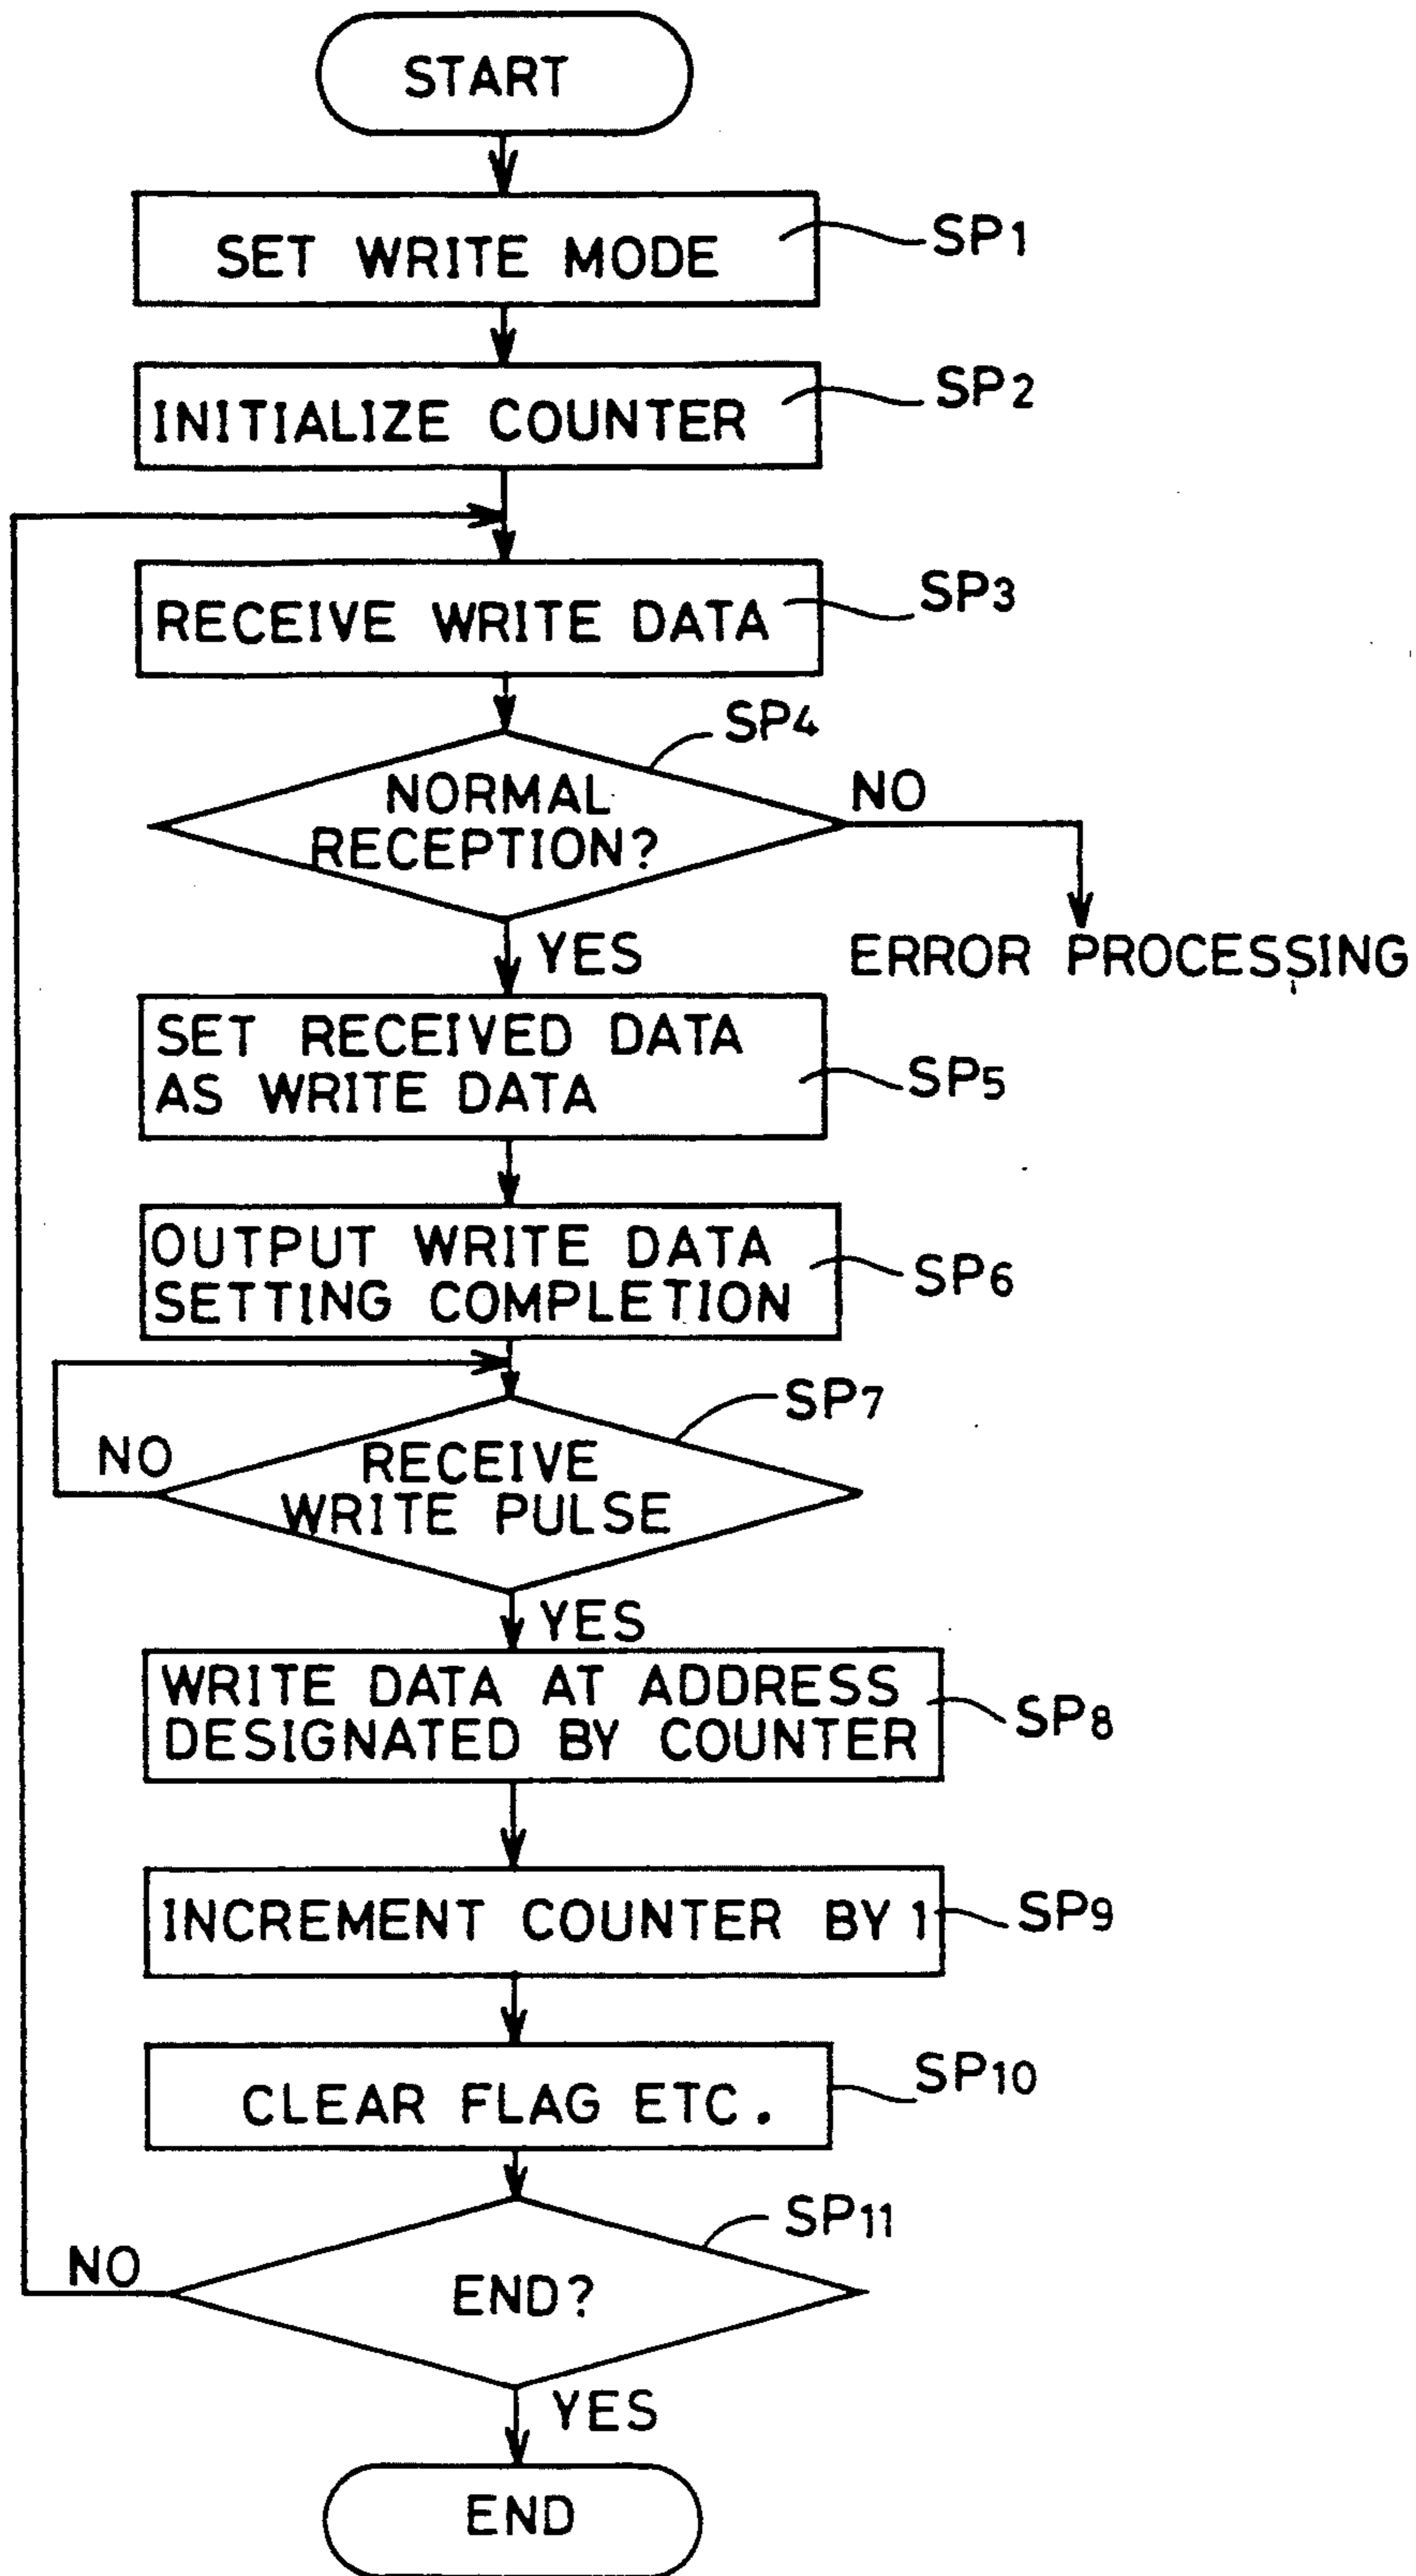 START
SET WRITE MODE
SP1
INITIALIZE COUNTER
SP2
RECEIVE WRITE DATA
SP3
SP4
NORMAL
RECEPTION?
NO
YES
ERROR PROCESSING
SET RECEIVED DATA
AS WRITE DATA
SP5
OUTPUT WRITE DATA
SETTING COMPLETION
SP6
SP7
NO
RECEIVE
WRITE PULSE
YES
WRITE DATA AT ADDRESS
DESIGNATED BY COUNTER
SP8
INCREMENT COUNTER BY 1
SP9
CLEAR FLAG ETC.
SP10
SP11
NO
END?
YES
END